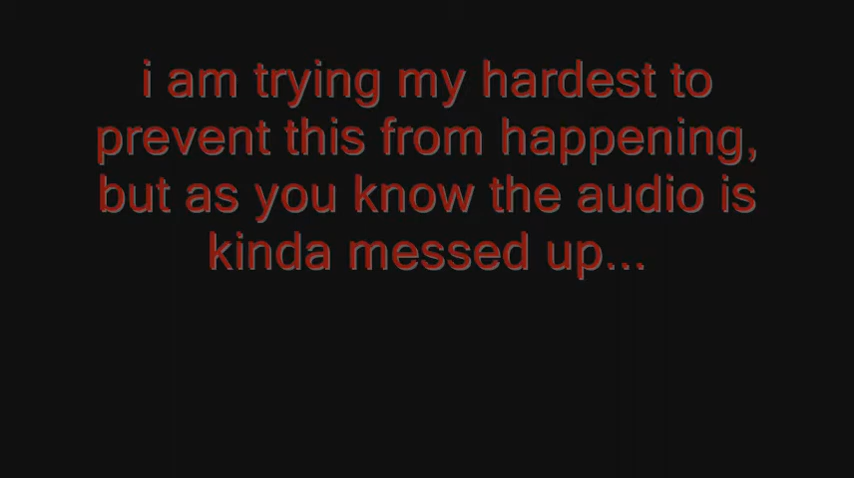 i am trying my hardest to
prevent this from happening,
but as you know the audio is
kinda messed up...